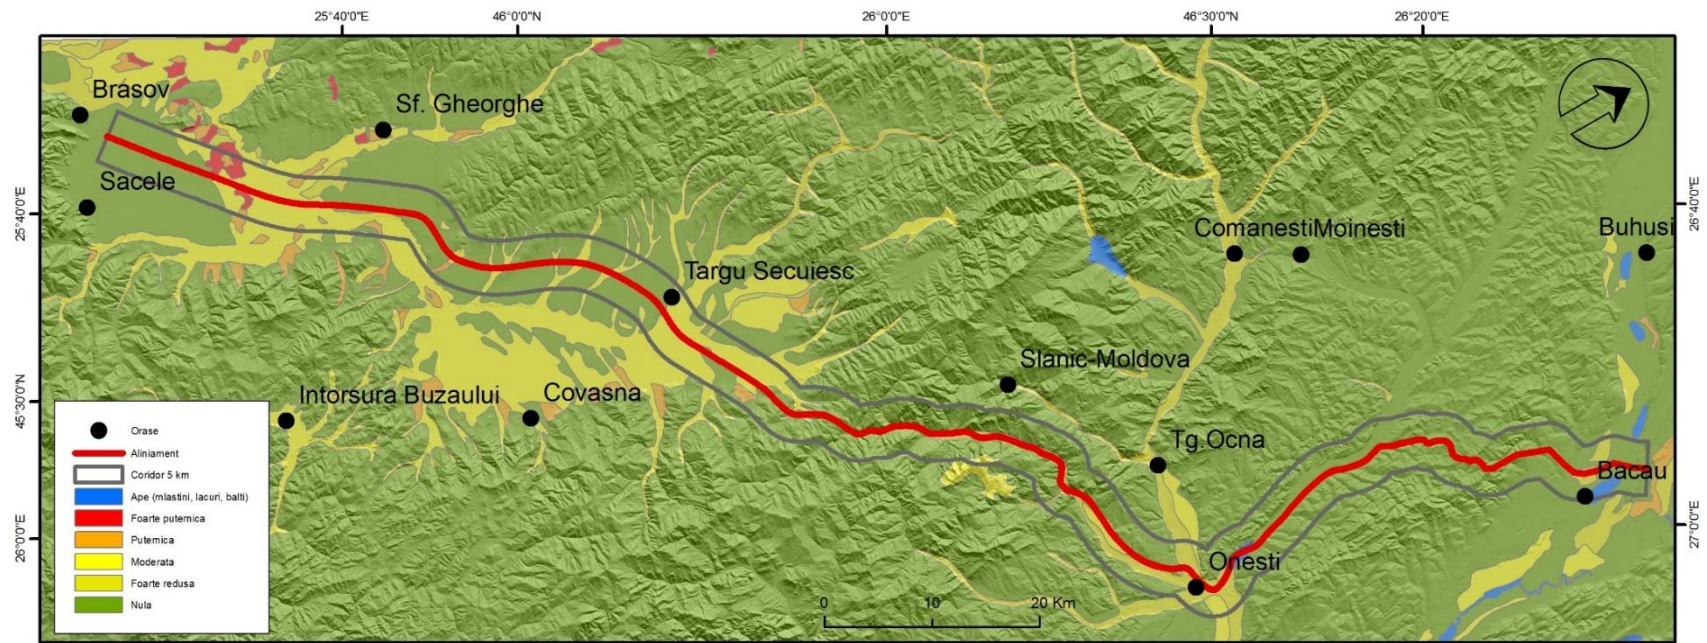 25°40'0"E 46°0'0"N 26°0'0"E 46°30'0"N 26°20'0"E
Brasov
Sf. Gheorghe
Sacele
25°40'0"E
26°40'0"E
ComanestiMoinesti
Buhusi
Targu Secuiesc
Slanic-Moldova
Intorsura Buzaului
Covasna
45°30'0"N
Tg.Ocna
Bacau
26°0'0"E
27°0'0"E
Onesti
Orase
Aliniament
Coridor 5 km
Ape (mlastini, lacuri, balti)
Foarte puternica
Puternica
Moderata
Foarte redusa
Nula
0 10 20 Km